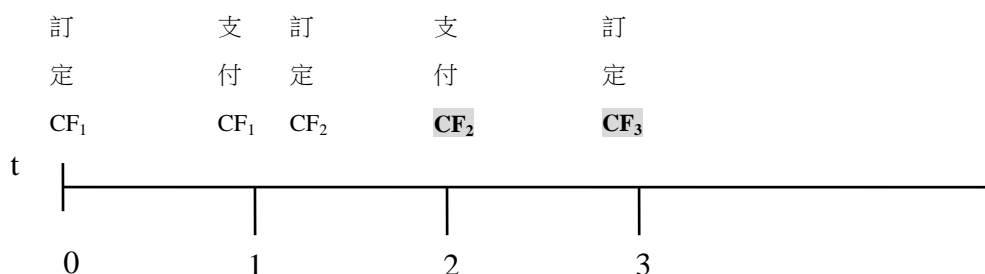 訂 支 訂 支 訂
定 付 定 付 定
CF₁ CF₁ CF₂ CF₂ CF₃
t
0 1 2 3